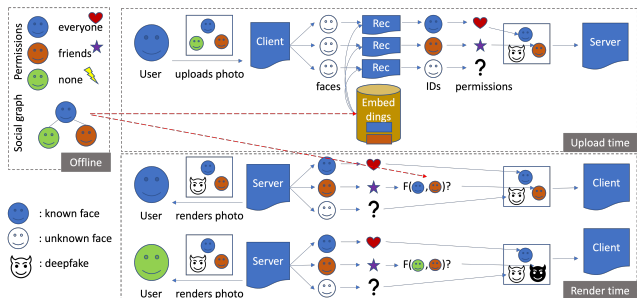 Permissions
everyone
friends
none
Social graph
Offline
User
uploads photo
Client
faces
Rec
Rec
Rec
Embed
dings
IDs
?
permissions
Server
Upload time
: known face
: unknown face
: deepfake
User
renders photo
Server
?
F( , )?
Client
User
renders photo
Server
?
F( , )?
Client
Render time